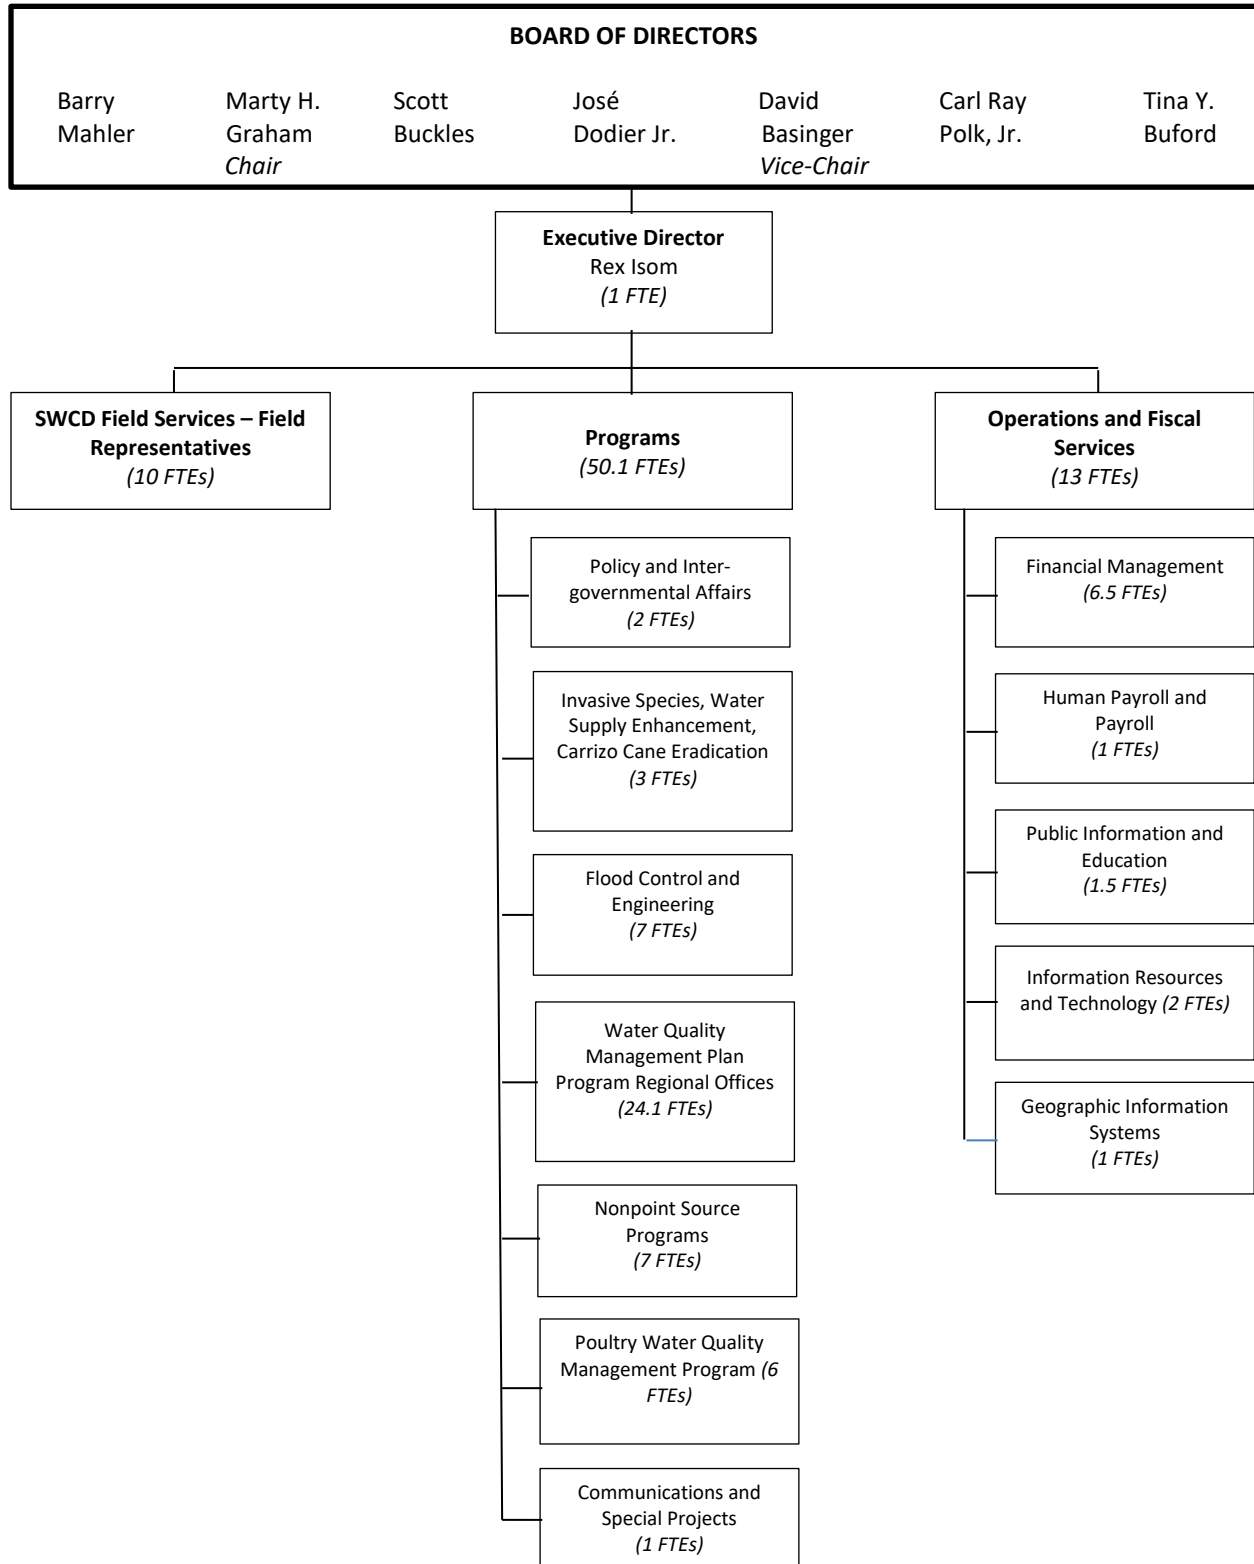 BOARD OF DIRECTORS
Barry Marty H. Scott José David Carl Ray Tina Y.
Mahler Graham Buckles Dodier Jr. Basinger Polk, Jr. Buford
Chair Vice-Chair
Executive Director
Rex Isom
(1 FTE)
SWCD Field Services – Field
Representatives
(10 FTEs)
Programs
(50.1 FTEs)
Operations and Fiscal
Services
(13 FTEs)
Policy and Inter-
governmental Affairs
(2 FTEs)
Invasive Species, Water
Supply Enhancement,
Carrizo Cane Eradication
(3 FTEs)
Flood Control and
Engineering
(7 FTEs)
Water Quality
Management Plan
Program Regional Offices
(24.1 FTEs)
Nonpoint Source
Programs
(7 FTEs)
Poultry Water Quality
Management Program (6
FTEs)
Communications and
Special Projects
(1 FTEs)
Financial Management
(6.5 FTEs)
Human Payroll and
Payroll
(1 FTEs)
Public Information and
Education
(1.5 FTEs)
Information Resources
and Technology (2 FTEs)
Geographic Information
Systems
(1 FTEs)